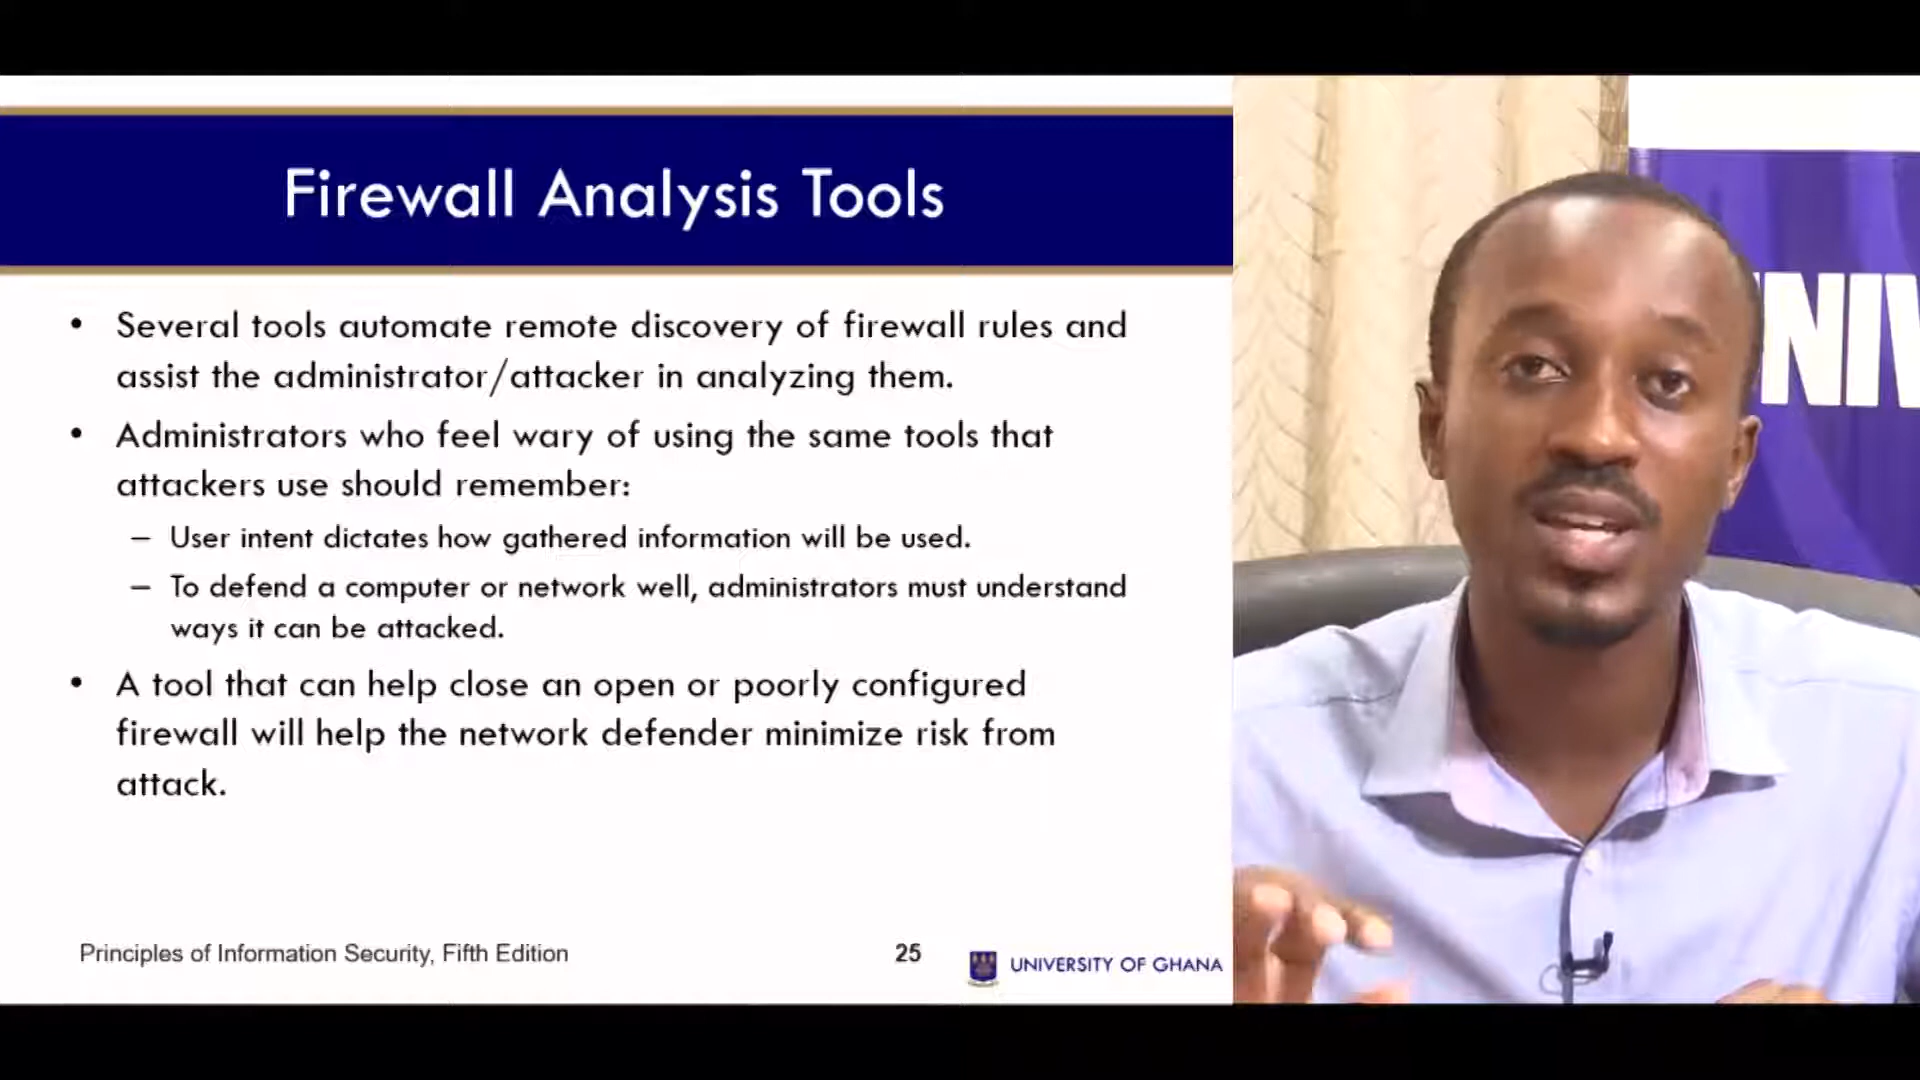 Firewall Analysis Tools
• Several tools automate remote discovery of firewall rules and
assist the administrator/attacker in analyzing them.
• Administrators who feel wary of using the same tools that
attackers use should remember:
– User intent dictates how gathered information will be used.
– To defend a computer or network well, administrators must understand
ways it can be attacked.
• A tool that can help close an open or poorly configured
firewall will help the network defender minimize risk from
attack.
Principles of Information Security, Fifth Edition
25
UNIVERSITY OF GHANA
NIV